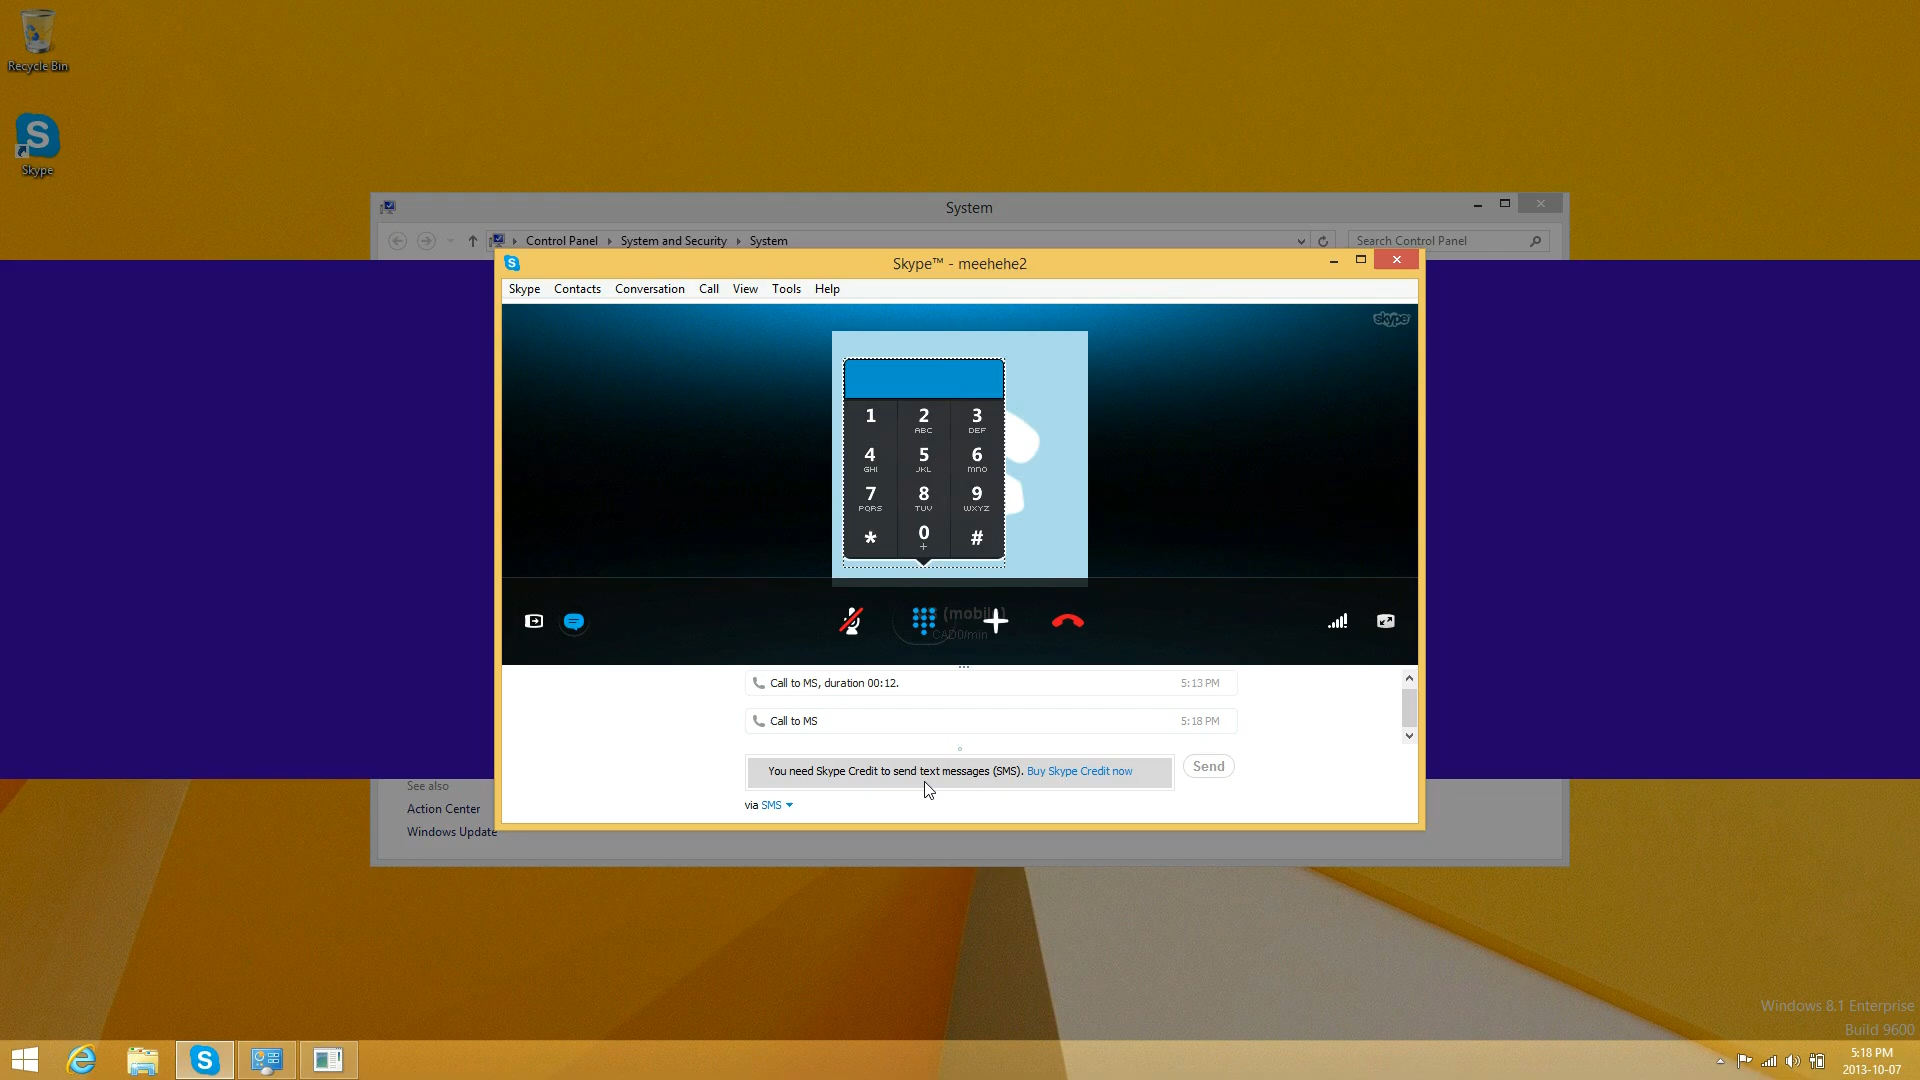 Recycle Bin
Skype
System
Control Panel System and Security System
Search Control Panel
Skype™ - meehehe2
Skype Contacts Conversation Call View Tools Help
skype
1 2 3
ABC DEF
4 5 6
GHI JKL mno
7 8 9
PQRS TUV WXYZ
* 0 #
+
(mobile)
CAD0/min
Call to MS, duration 00:12. 5:13 PM
Call to MS 5:18 PM
You need Skype Credit to send text messages (SMS). Buy Skype Credit now
Send
via SMS
See also
Action Center
Windows Update
Windows 8.1 Enterprise
Build 9600
5:18 PM
2013-10-07